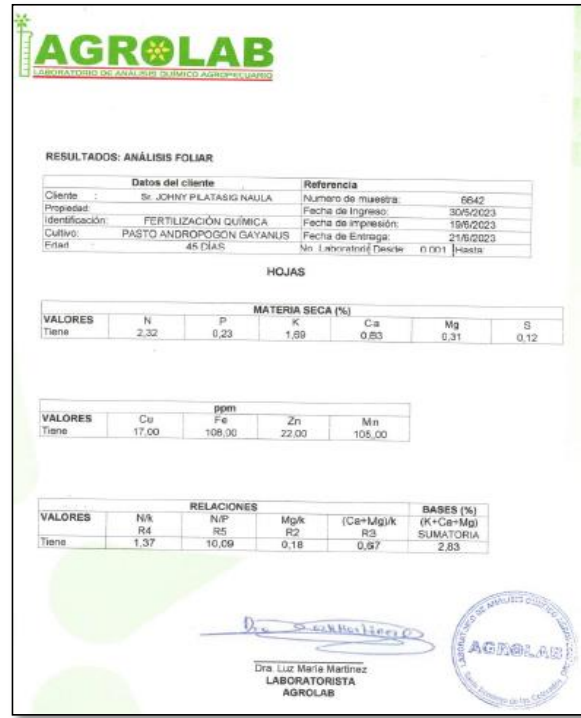 AGROLAB
LABORATORIO DE ANALISIS QUÍMICO AGROPECUARIO
RESULTADOS: ANÁLISIS FOLIAR
Datos del cliente Referencia
Cliente : Sr. JOHNY PILATASIG NAULA Numero de muestra: 6642
Propiedad: Fecha de Ingreso: 30/5/2023
Identificación: FERTILIZACIÓN QUÍMICA Fecha de impresión: 19/6/2023
Cultivo: PASTO ANDROPOGON GAYANUS Fecha de Entrega: 21/6/2023
Edad : 45 DÍAS No. Laboratorio Desde: 0.001 Hasta:
HOJAS
MATERIA SECA (%)
VALORES N P K Ca Mg S
Tiene 2,32 0,23 1,69 0,83 0,31 0,12
ppm
VALORES Cu Fe Zn Mn
Tiene 17,00 108,00 22,00 105,00
RELACIONES BASES (%)
VALORES N/k N/P Mg/k (Ca+Mg)/k (K+Ca+Mg)
R4 R5 R2 R3 SUMATORIA
Tiene 1,37 10,09 0,18 0,67 2,83
Dra. Luz María Martínez
LABORATORISTA
AGROLAB
AGROLAB